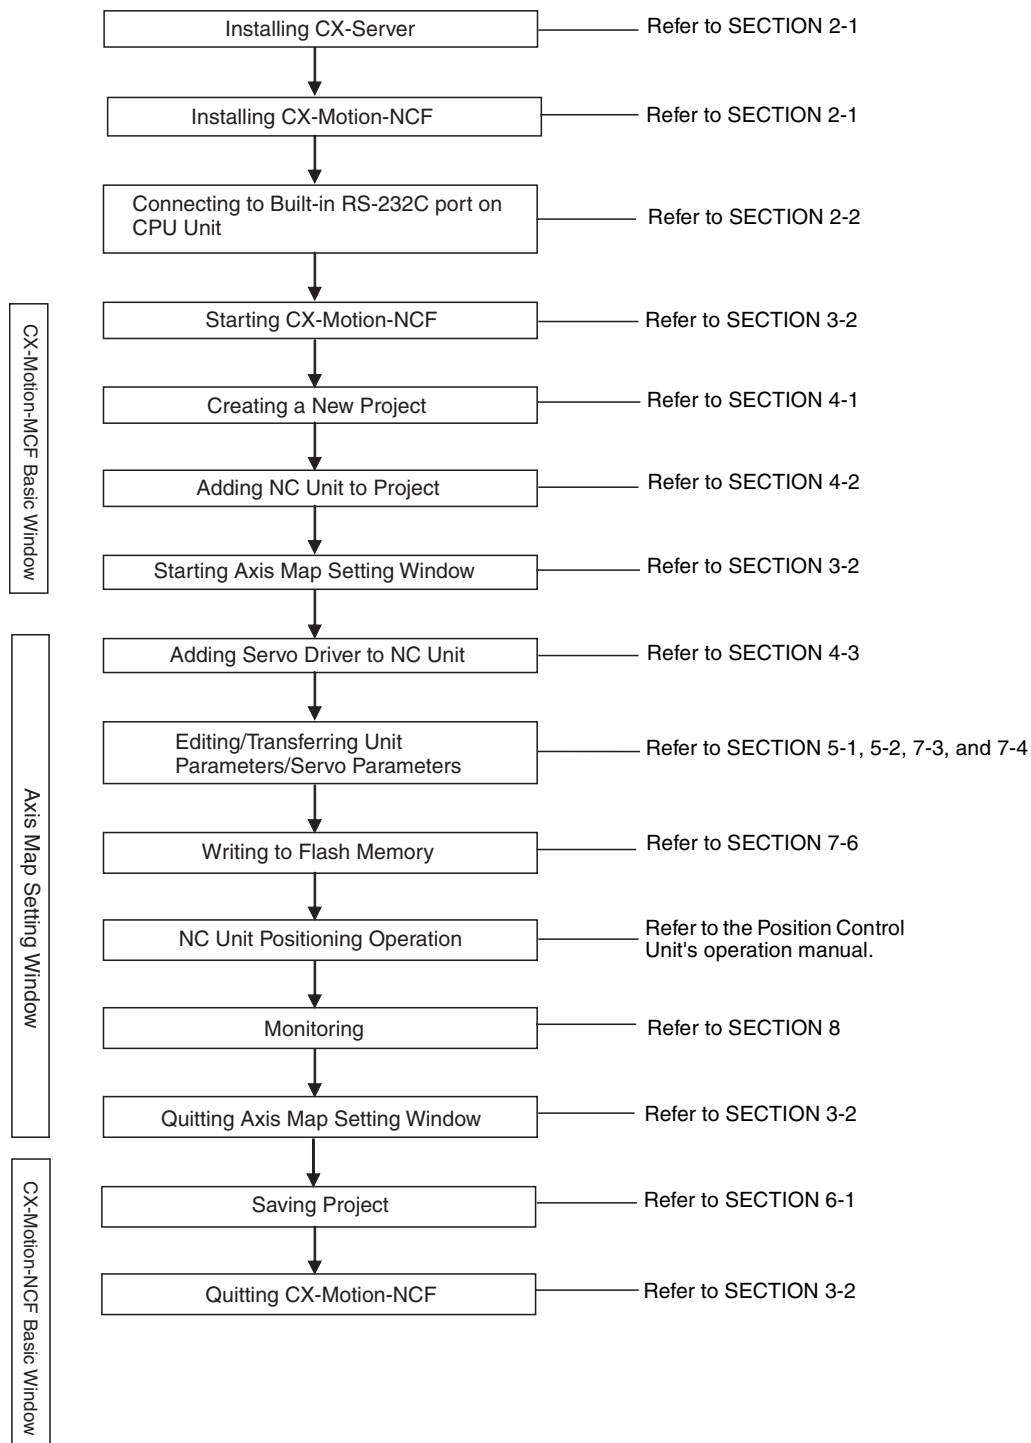 Installing CX-Server
Refer to SECTION 2-1
Installing CX-Motion-NCF
Refer to SECTION 2-1
Connecting to Built-in RS-232C port on
CPU Unit
Refer to SECTION 2-2
CX-Motion-MCF Basic Window
Starting CX-Motion-NCF
Refer to SECTION 3-2
Creating a New Project
Refer to SECTION 4-1
Adding NC Unit to Project
Refer to SECTION 4-2
Starting Axis Map Setting Window
Refer to SECTION 3-2
Axis Map Setting Window
Adding Servo Driver to NC Unit
Refer to SECTION 4-3
Editing/Transferring Unit
Parameters/Servo Parameters
Refer to SECTION 5-1, 5-2, 7-3, and 7-4
Writing to Flash Memory
Refer to SECTION 7-6
NC Unit Positioning Operation
Refer to the Position Control
Unit's operation manual.
Monitoring
Refer to SECTION 8
Quitting Axis Map Setting Window
Refer to SECTION 3-2
CX-Motion-NCF Basic Window
Saving Project
Refer to SECTION 6-1
Quitting CX-Motion-NCF
Refer to SECTION 3-2